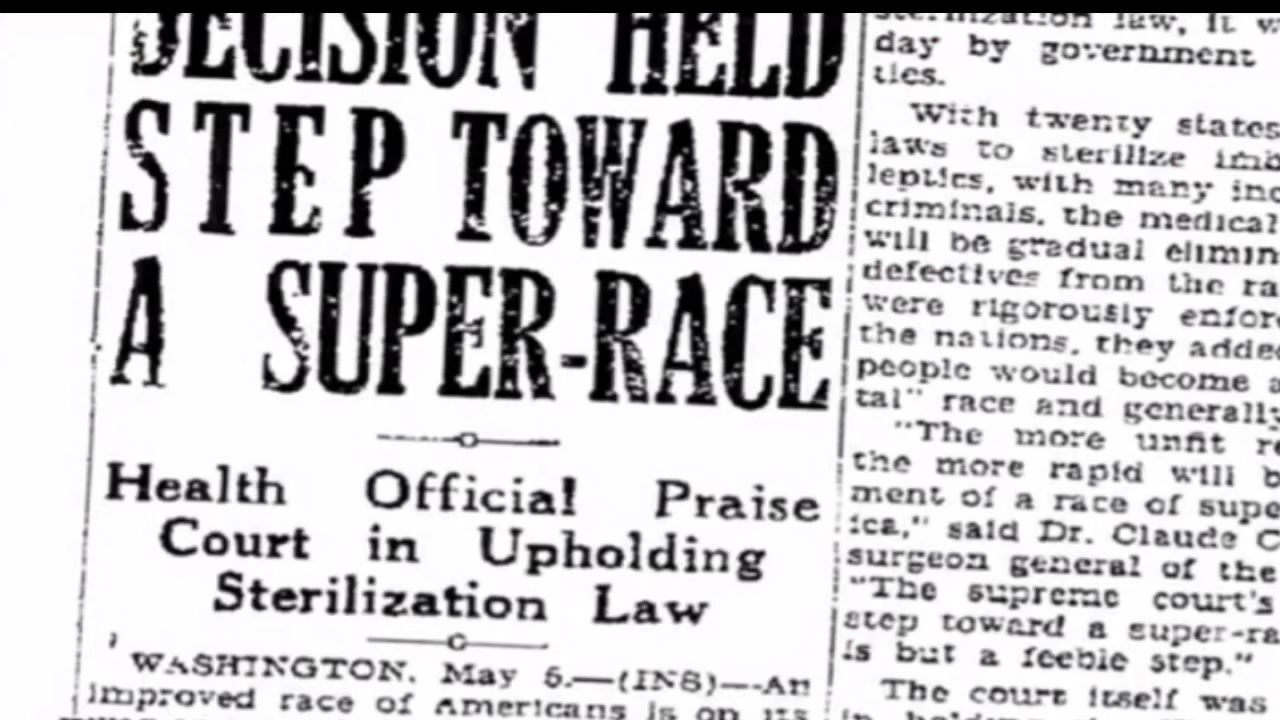 DECISION HELD
STEP TOWARD
A SUPER-RACE
Health Official Praise
Court in Upholding
Sterilization Law
WASHINGTON, May 6.—(INS)—An
improved race of Americans is on its
sterilization law, it w
day by government
ties.
With twenty states
laws to sterilize imb
leptics, with many inc
criminals, the medical
will be gradual elimin
defectives from the ra
were rigorously enforc
the nations, they added
people would become a
tal" race and generally
"The more unfit re
the more rapid will b
ment of a race of supe
ica," said Dr. Claude C
surgeon general of the
"The supreme court's
step toward a super-ra
is but a feeble step."
The court itself was